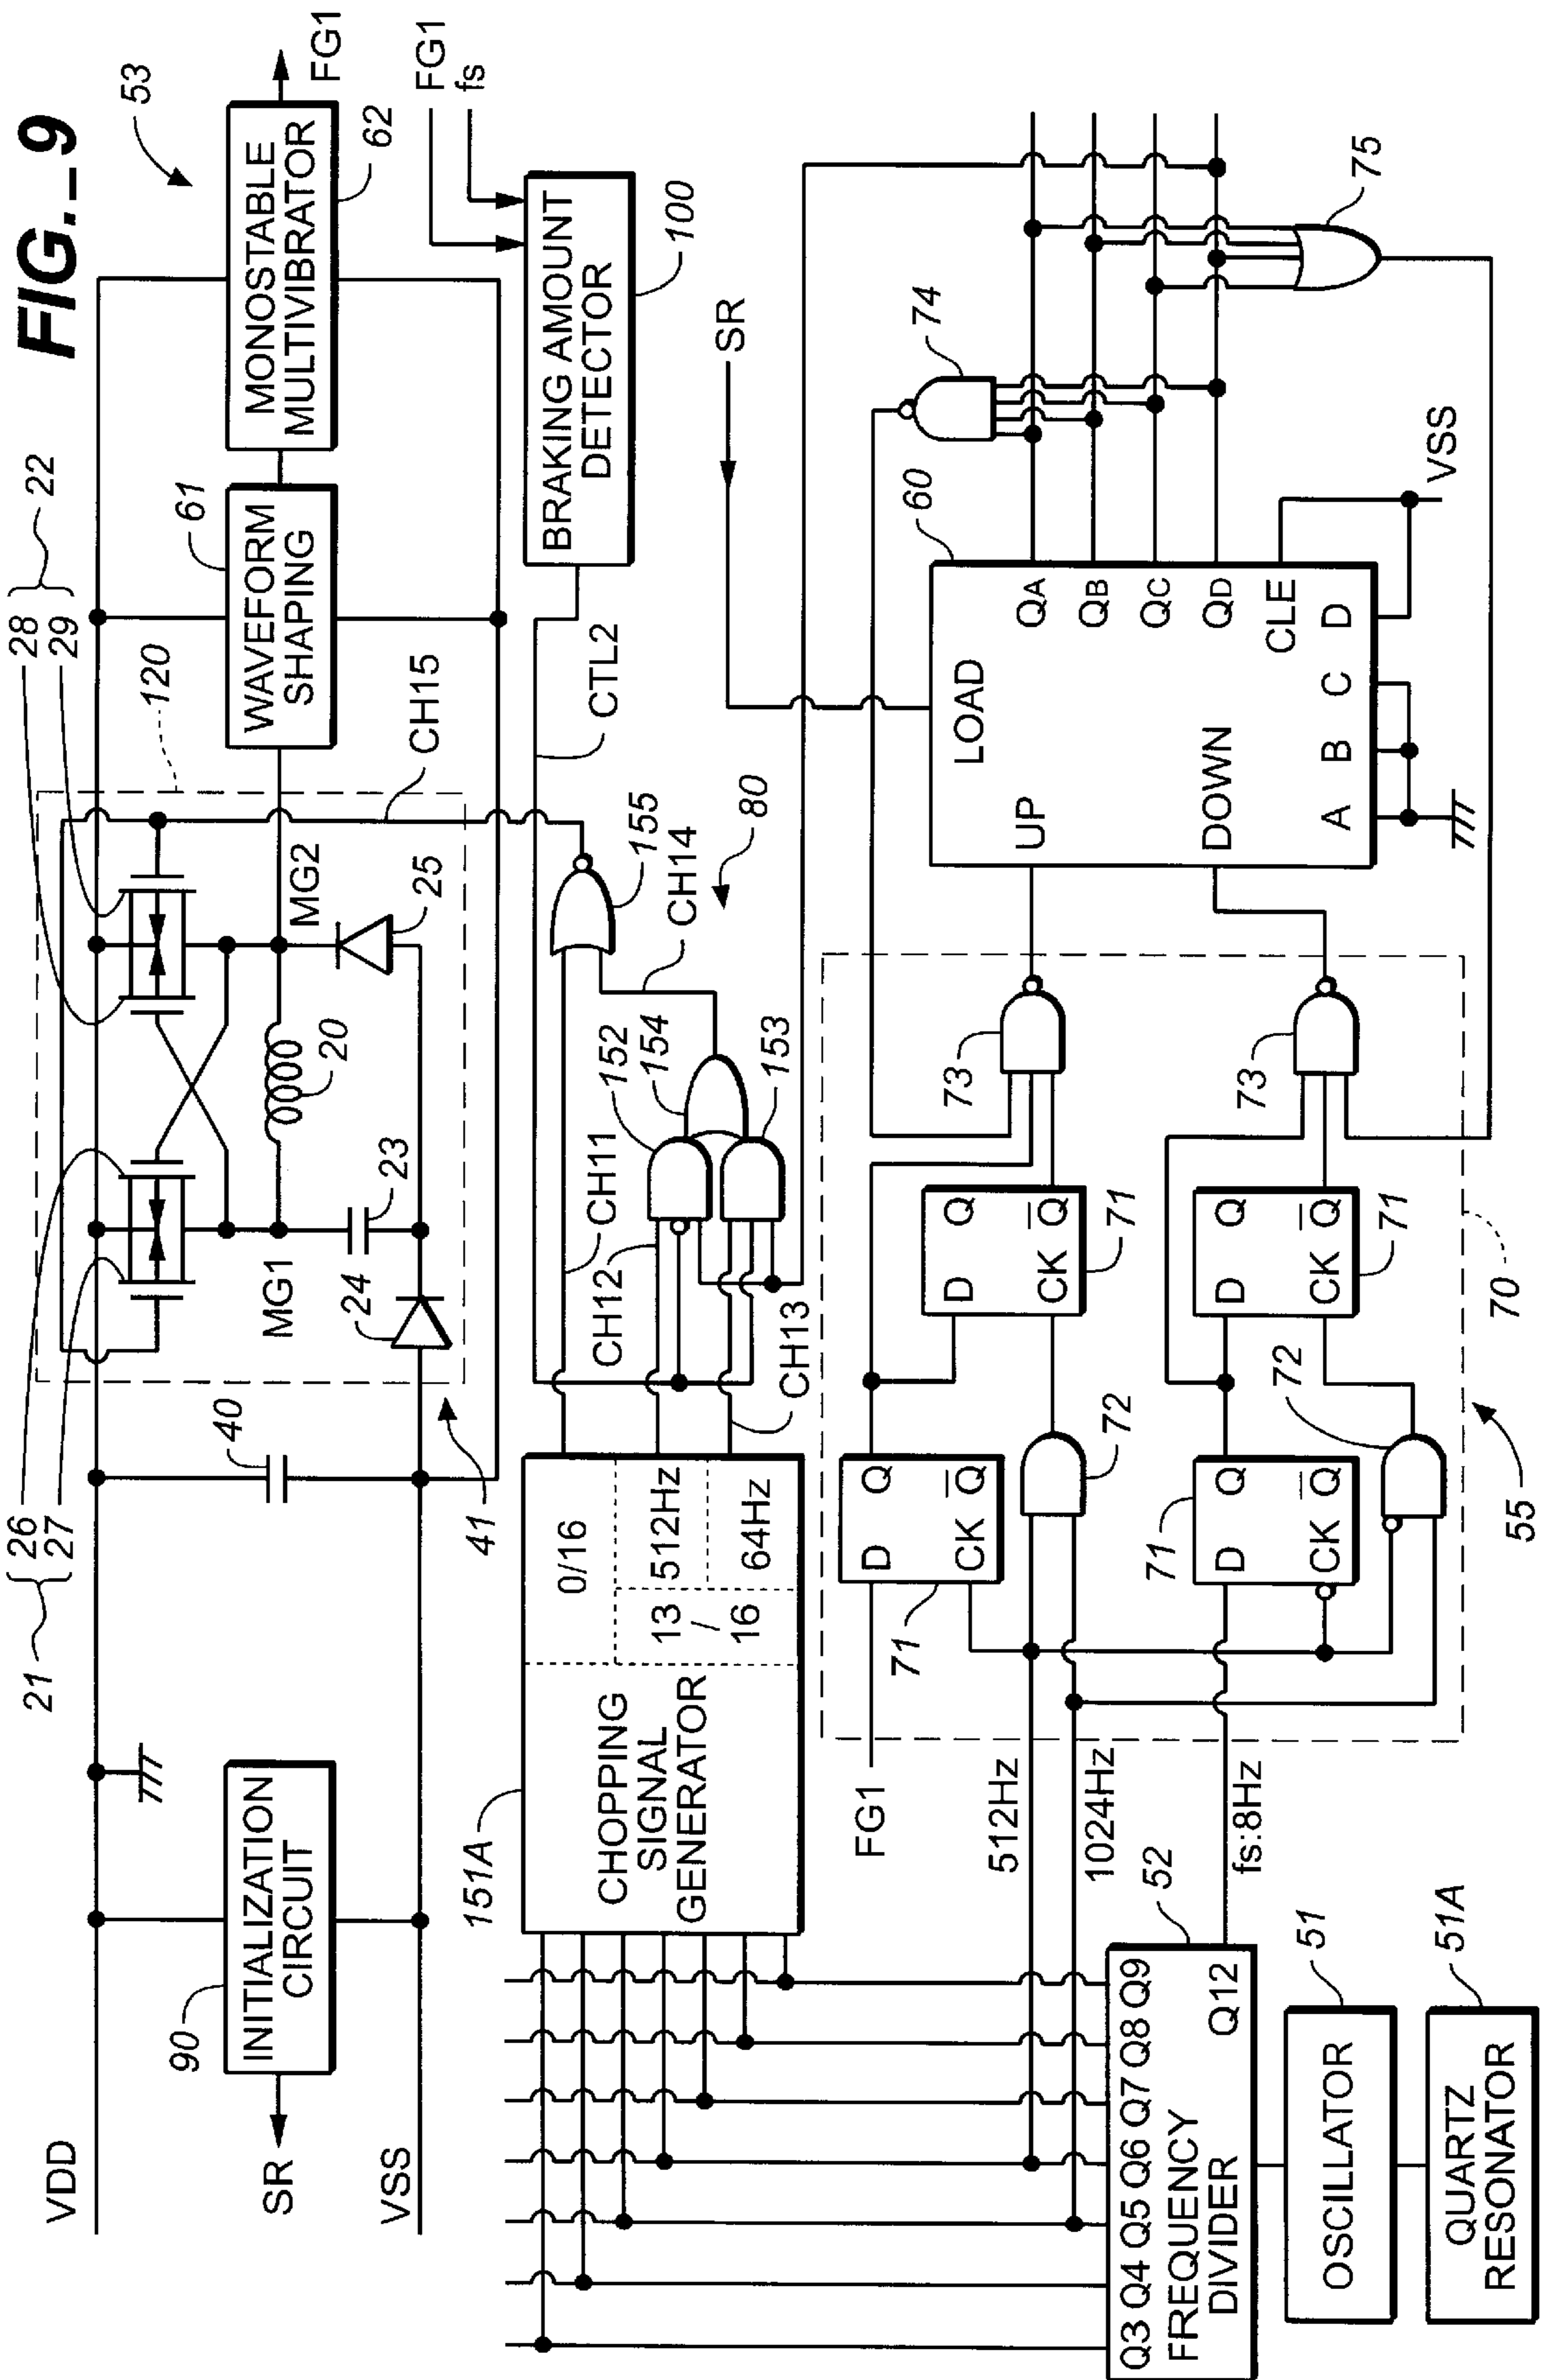 FIG._9
VDD
21 { 26
27
28 } 22
29
120
53
INITIALIZATION
CIRCUIT
90
SR
VSS
40
41
MG1
24
23
20
MG2
25
CH15
WAVEFORM
SHAPING
61
MONOSTABLE
MULTIVIBRATOR
62
FG1
FG1
fs
BRAKING AMOUNT
DETECTOR
100
CTL2
151A
CHOPPING
SIGNAL
GENERATOR
0/16
13
/
16
512Hz
64Hz
CH11
CH12
CH13
152
154
153
155
CH14
80
SR
FG1
512Hz
1024Hz
fs:8Hz
D Q
CK Q
71
72
D Q
CK Q
71
73
71
D Q
CK Q
72
D Q
CK Q
71
73
70
55
60
LOAD
UP
DOWN
QA
QB
QC
QD
CLE
A B C D
VSS
74
75
52
Q3 Q4 Q5 Q6 Q7 Q8 Q9
FREQUENCY
DIVIDER
Q12
OSCILLATOR
51
QUARTZ
RESONATOR
51A